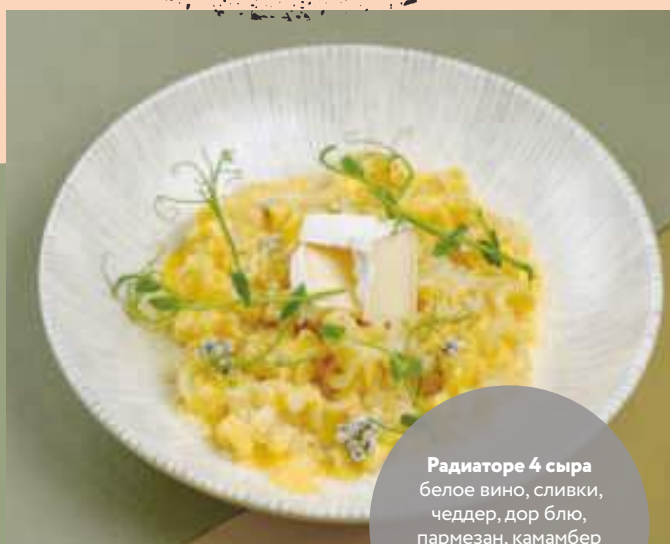 Радиаторе 4 сыра
белое вино, сливки,
чеддер, дор блю,
пармезан, камамбер